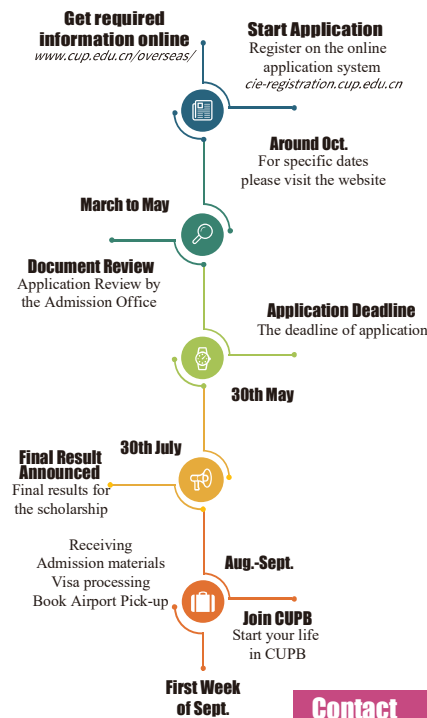 Get required
information online
www.cup.edu.cn/overseas/
Start Application
Register on the online
application system
cie-registration.cup.edu.cn
Around Oct.
For specific dates
please visit the website
March to May
Document Review
Application Review by
the Admission Office
Application Deadline
The deadline of application
30th May
30th July
Final Result
Announced
Final results for
the scholarship
Receiving
Admission materials
Visa processing
Book Airport Pick-up
Aug.-Sept.
Join CUPB
Start your life
in CUPB
First Week
of Sept.
Contact